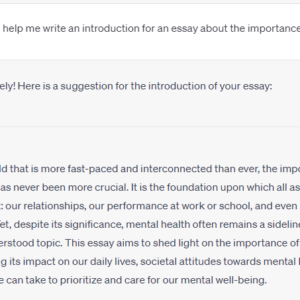 help me write an introduction for an essay about the importance
ely! Here is a suggestion for the introduction of your essay:
ld that is more fast-paced and interconnected than ever, the impo
as never been more crucial. It is the foundation upon which all as
: our relationships, our performance at work or school, and even
et, despite its significance, mental health often remains a sideline
erstood topic. This essay aims to shed light on the importance of
g its impact on our daily lives, societal attitudes towards mental l
e can take to prioritize and care for our mental well-being.